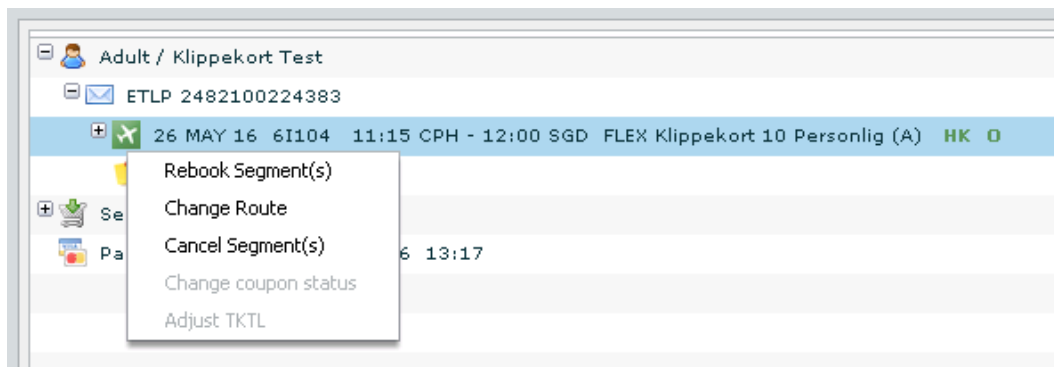 Adult / Klippekort Test
ETLP 2482100224383
26 MAY 16 6I104 11:15 CPH - 12:00 SGD FLEX Klippekort 10 Personlig (A) HK O
Rebook Segment(s)
Se
Change Route
Pa
Cancel Segment(s)
6 13:17
Change coupon status
Adjust TKTL